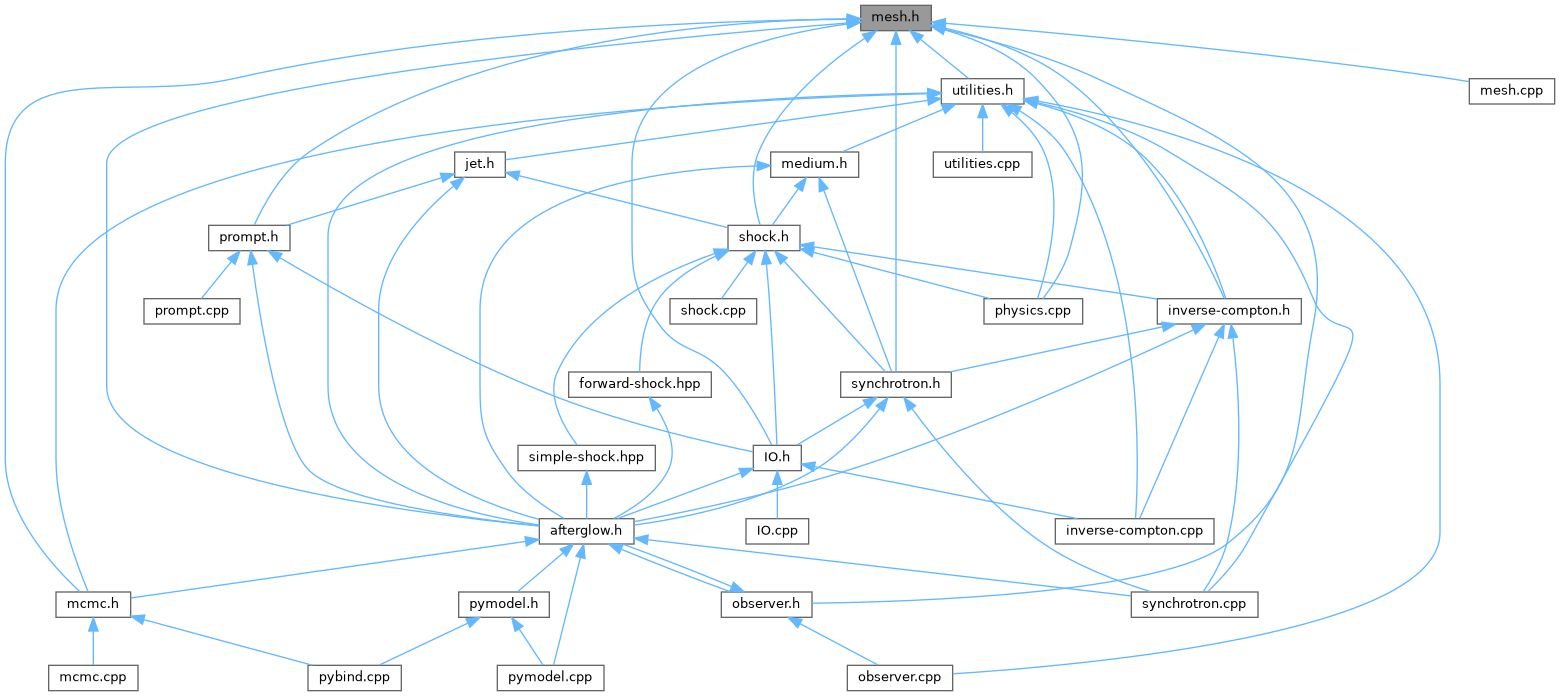 mesh.h
utilities.h
mesh.cpp
jet.h
medium.h
utilities.cpp
prompt.h
shock.h
prompt.cpp
shock.cpp
physics.cpp
inverse-compton.h
forward-shock.hpp
synchrotron.h
simple-shock.hpp
IO.h
afterglow.h
IO.cpp
inverse-compton.cpp
mcmc.h
pymodel.h
observer.h
synchrotron.cpp
mcmc.cpp
pybind.cpp
pymodel.cpp
observer.cpp